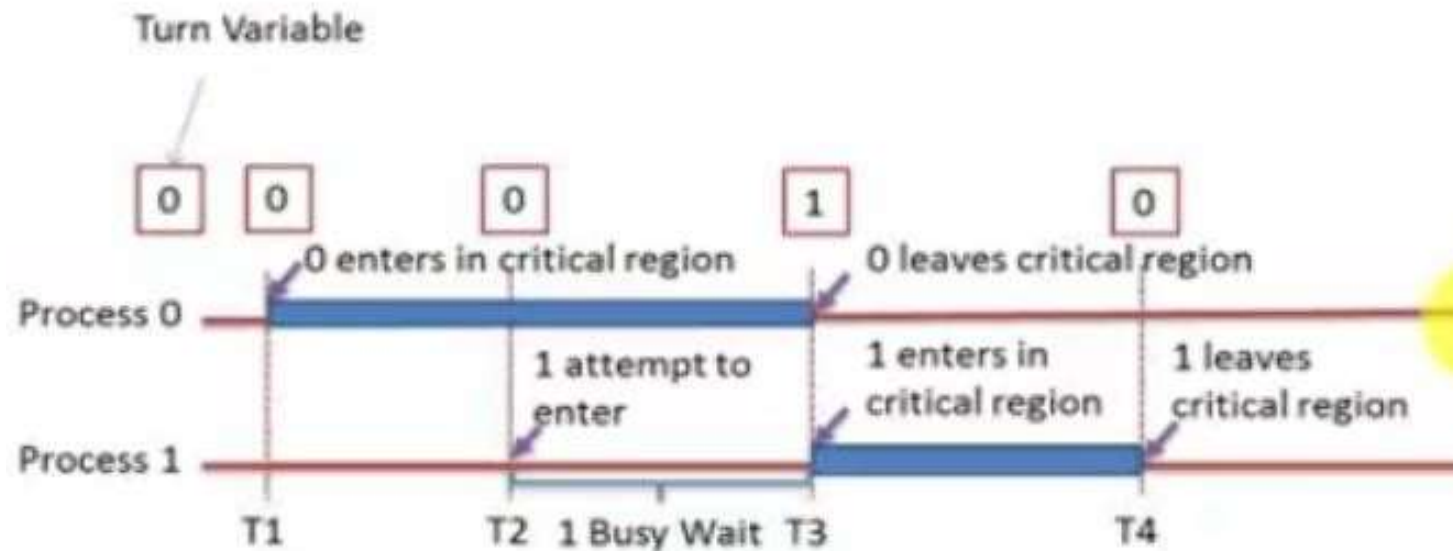 Turn Variable
0 0 0 1 0
0 enters in critical region 0 leaves critical region
Process 0
1 attempt to
enter
1 enters in
critical region
1 leaves
critical region
Process 1
T1 T2 1 Busy Wait T3 T4